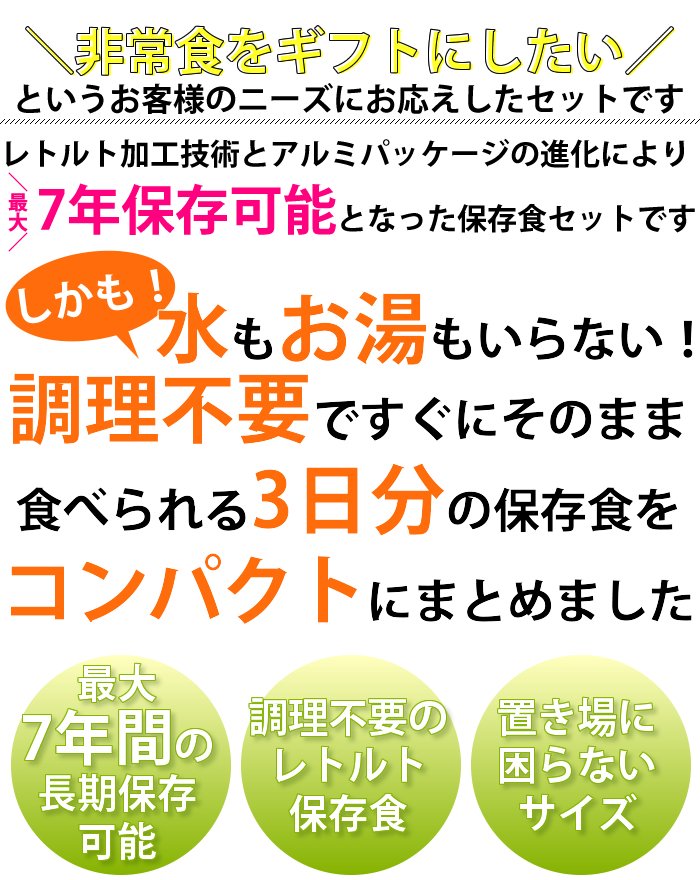 ＼非常食をギフトにしたい／
というお客様のニーズにお応えしたセットです
レトルト加工技術とアルミパッケージの進化により
＼最大／7年保存可能となった保存食セットです
しかも！
水もお湯もいらない！
調理不要ですぐにそのまま
食べられる3日分の保存食を
コンパクトにまとめました
最大
7年間の
長期保存
可能
調理不要の
レトルト
保存食
置き場に
困らない
サイズ